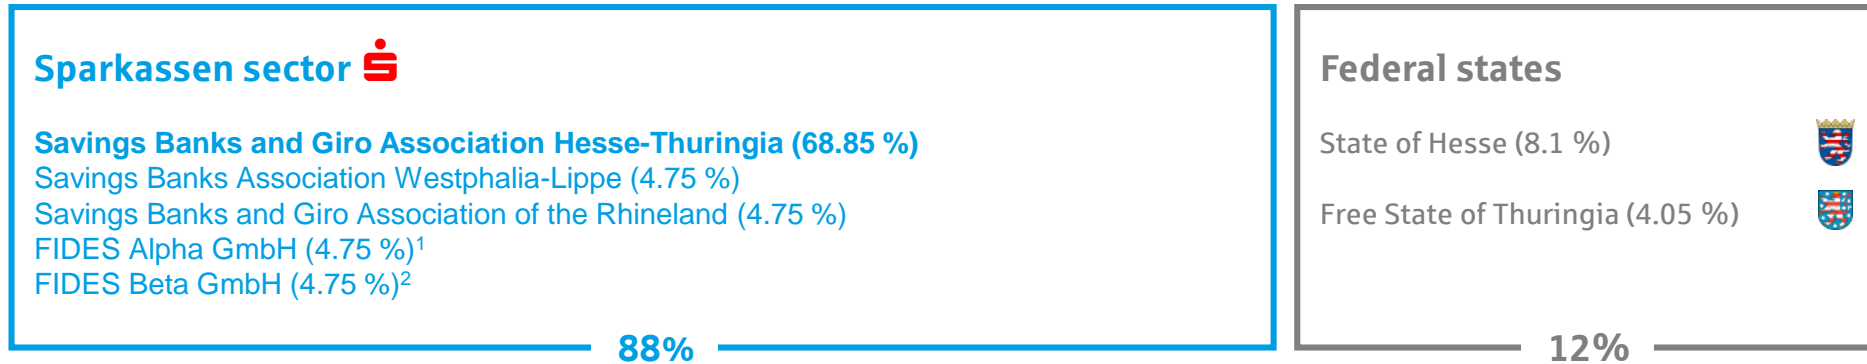 Sparkassen sector
Savings Banks and Giro Association Hesse-Thuringia (68.85 %)
Savings Banks Association Westphalia-Lippe (4.75 %)
Savings Banks and Giro Association of the Rhineland (4.75 %)
FIDES Alpha GmbH (4.75 %)¹
FIDES Beta GmbH (4.75 %)²
88%
Federal states
State of Hesse (8.1 %)
Free State of Thuringia (4.05 %)
12%